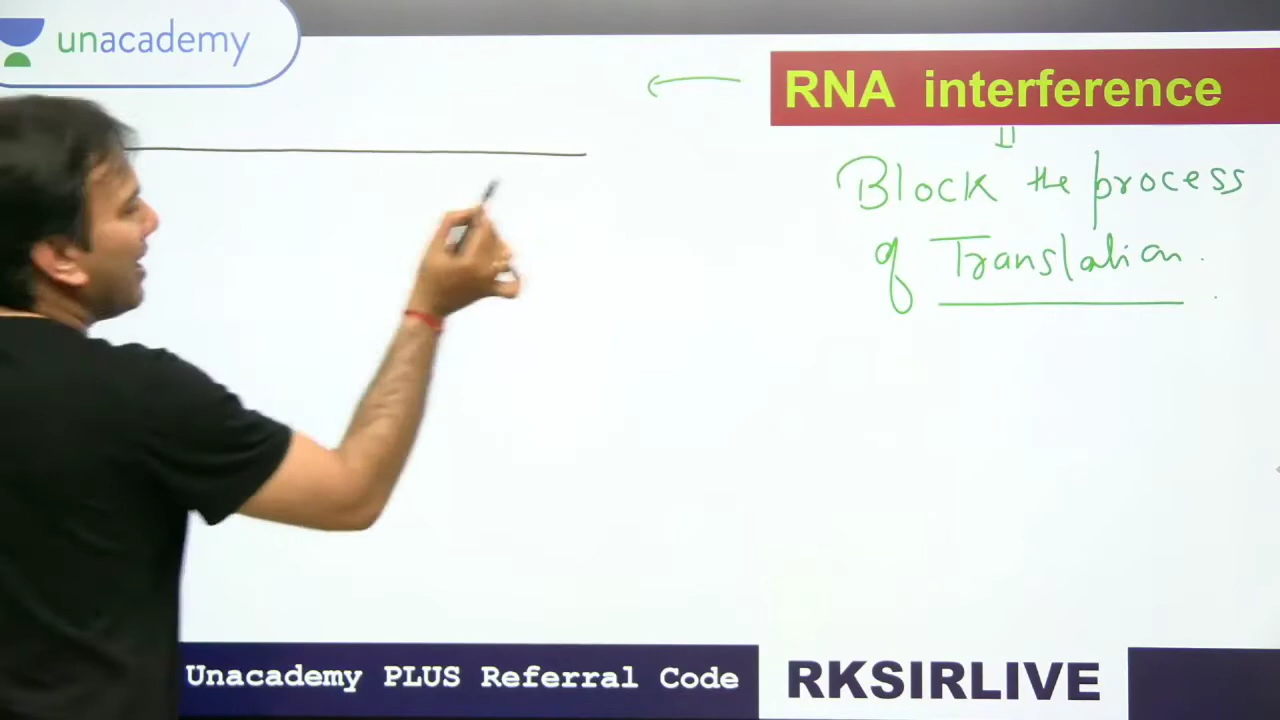 unacademy
RNA interference
Block the process
of Translation.
Unacademy PLUS Referral Code
RKSIRLIVE